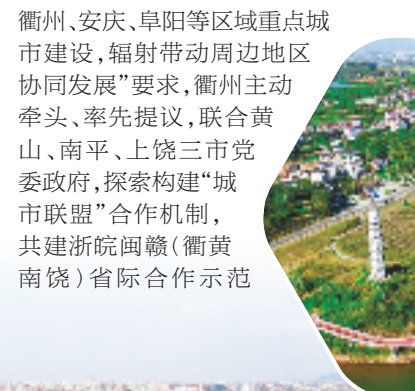 衢州、安庆、阜阳等区域重点城
市建设，辐射带动周边地区
协同发展”要求，衢州主动
牵头、率先提议，联合黄
山、南平、上饶三市党
委政府，探索构建“城
市联盟”合作机制，
共建浙皖闽赣（衢黄
南饶）省际合作示范